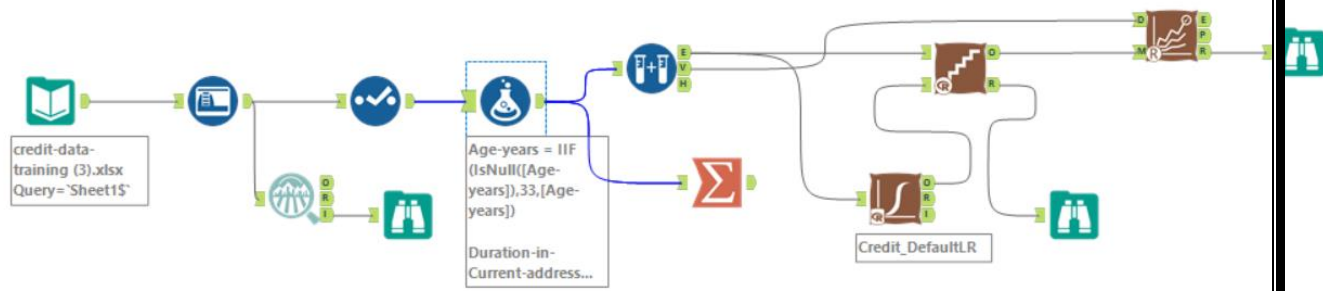 credit-data-
training (3).xlsx
Query=`Sheet1$`
O
R
I
Age-years = IIF
(IsNull([Age-
years]),33,[Age-
years])
Duration-in-
Current-address...
E
V
H
O
R
I
Credit_DefaultLR
O
R
D
M
E
P
R